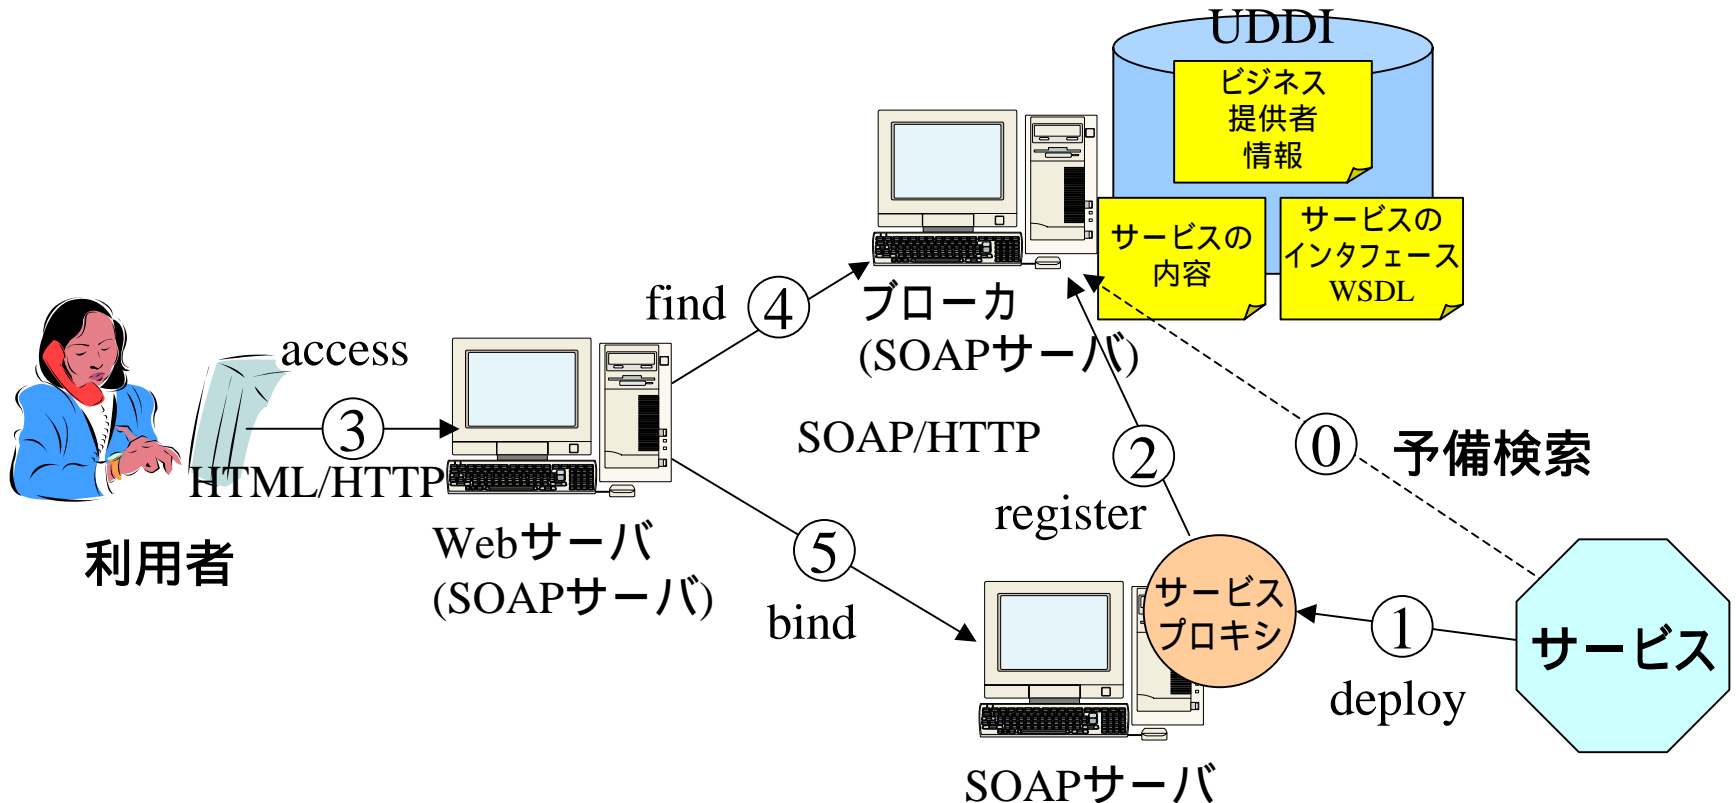 UDDI
ビジネス
提供者
情報
サービスの
内容
サービスの
インタフェース
WSDL
find
④
ブローカ
(SOAPサーバ)
access
③
HTML/HTTP
利用者
Webサーバ
(SOAPサーバ)
SOAP/HTTP
②
register
⓪
予備検索
⑤
bind
サービス
プロキシ
①
deploy
サービス
SOAPサーバ